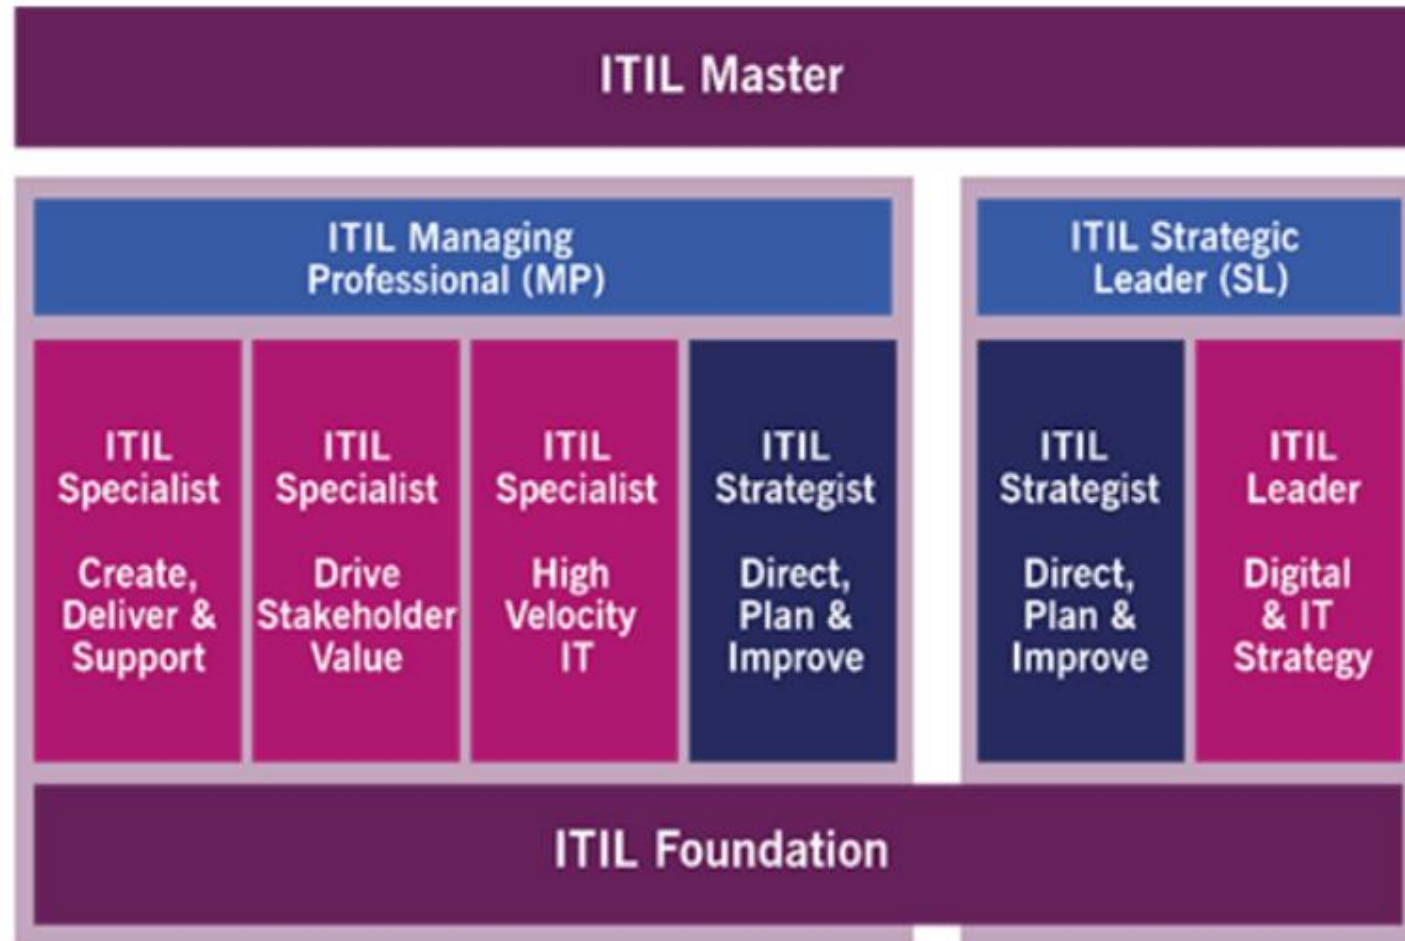 ITIL Master
ITIL Managing
Professional (MP)
ITIL Specialist
Create,
Deliver &
Support
ITIL
Specialist
Drive
Stakeholder
Value
ITIL
Specialist
High
Velocity
IT
ITIL
Strategist
Direct,
Plan &
Improve
ITIL Strategic
Leader (SL)
ITIL
Strategist
Direct,
Plan &
Improve
ITIL
Leader
Digital
& IT
Strategy
ITIL Foundation